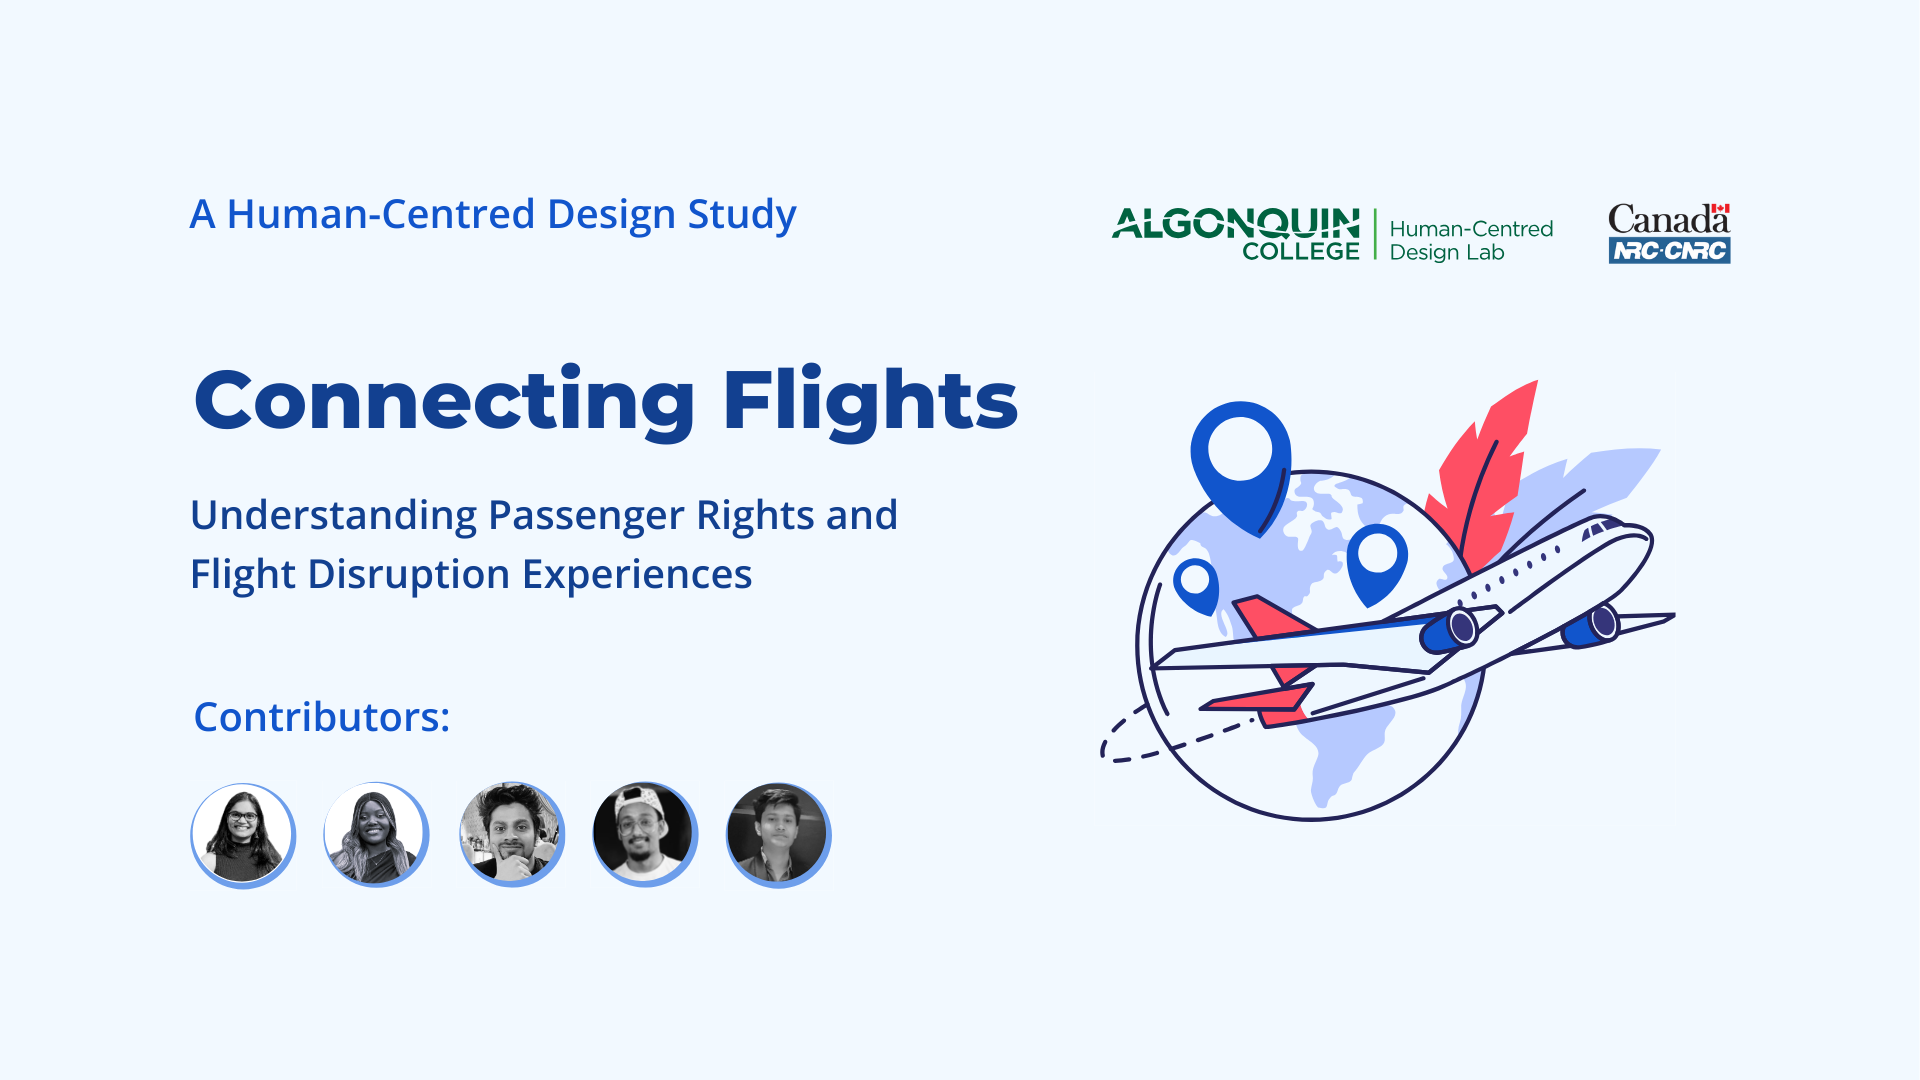 A Human-Centred Design Study
ALGONQUIN
COLLEGE
Human-Centred
Design Lab
Canada
NRC·CNRC
Connecting Flights
Understanding Passenger Rights and
Flight Disruption Experiences
Contributors: